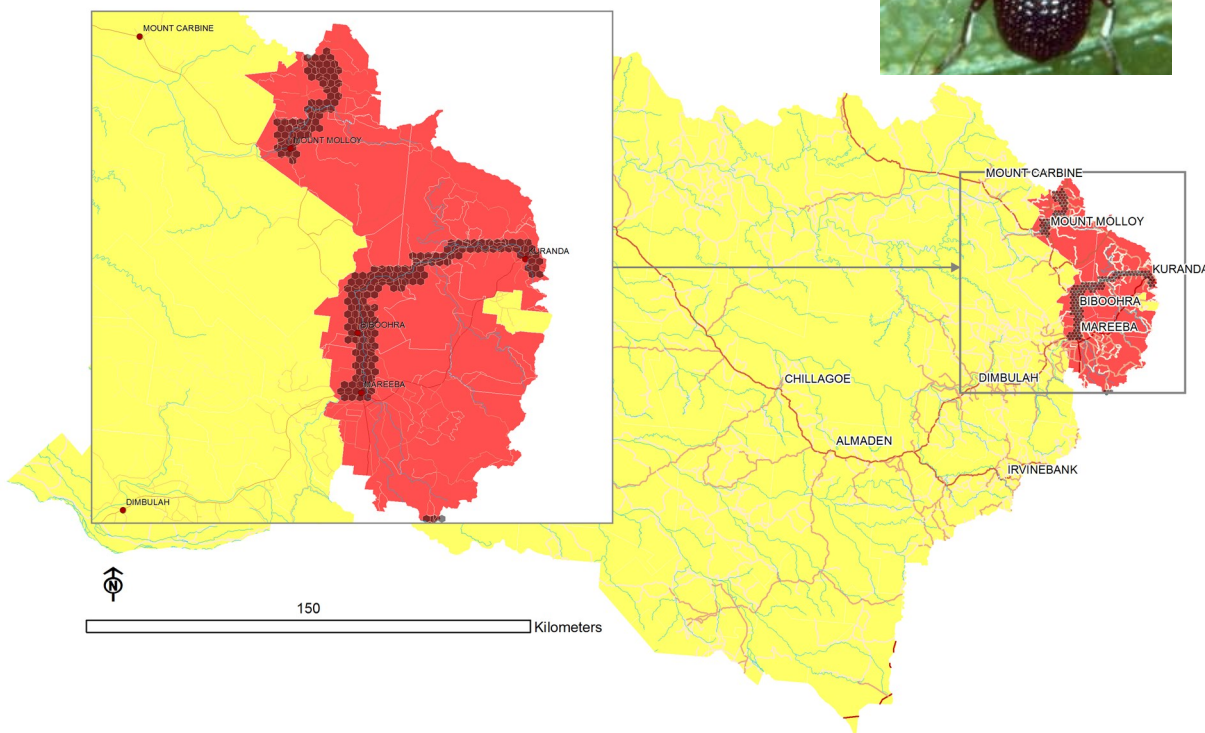 MOUNT CARBINE
MOUNT MOLLOY
KURANDA
BIBOOHRA
MAREEBA
DIMBULAH
MOUNT CARBINE
MOUNT MOLLOY
KURANDA
BIBOOHRA
MAREEBA
CHILLAGOE
DIMBULAH
ALMADEN
IRVINEBANK
N
150
Kilometers